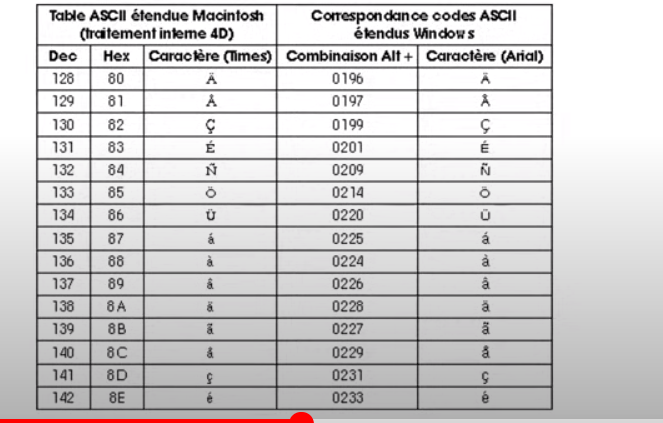 Table ASCII étendue Macintosh (traitement interne 4D) Correspondance codes ASCII étendus Windows
Dec Hex Caractère (Times) Combinaison Alt + Caractère (Arial)
128 80 Ä 0196 Ä
129 81 Å 0197 Å
130 82 Ç 0199 Ç
131 83 É 0201 É
132 84 Ñ 0209 Ñ
133 85 Ö 0214 Ö
134 86 Ü 0220 Ü
135 87 á 0225 á
136 88 à 0224 à
137 89 â 0226 â
138 8A ä 0228 ä
139 8B ã 0227 ã
140 8C å 0229 å
141 8D ç 0231 ç
142 8E é 0233 é